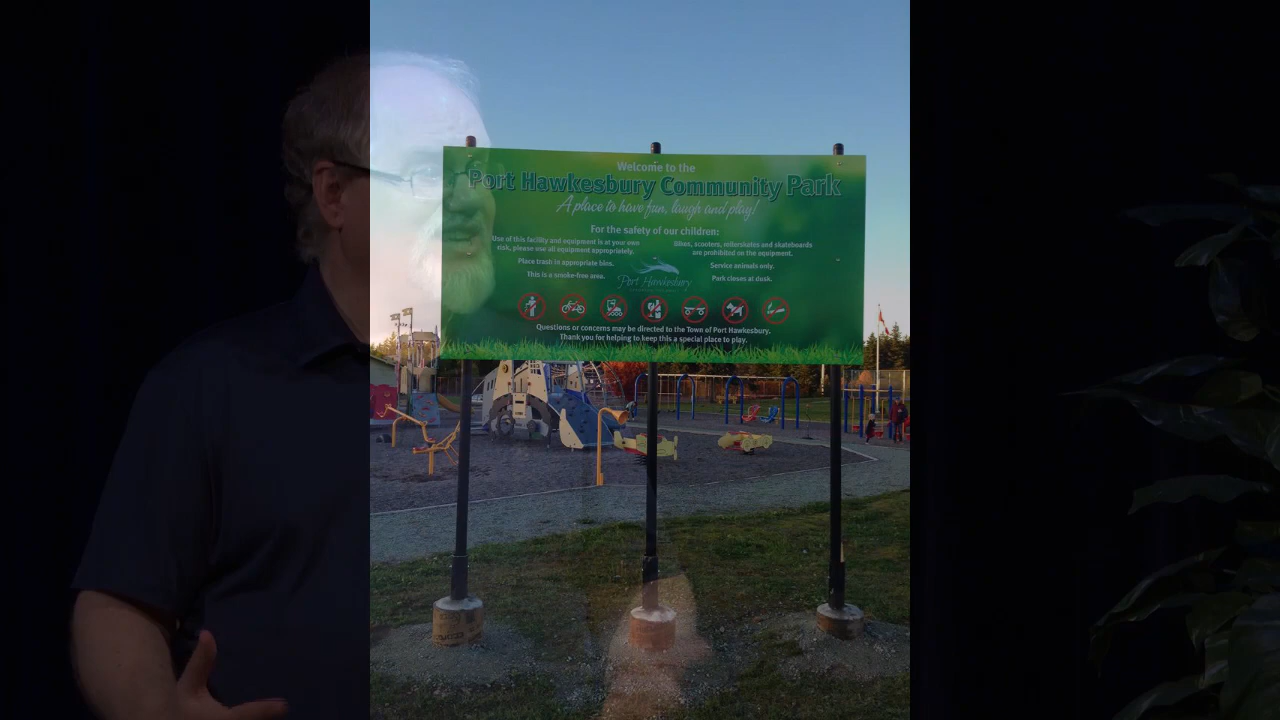 Welcome to the
Port Hawkesbury Community Park
A place to have fun, laugh and play!
For the safety of our children:
Use of this facility and equipment is at your own
risk, please use all equipment appropriately.
Place trash in appropriate bins.
This is a smoke-free area.
Bikes, scooters, rollerskates and skateboards
are prohibited on the equipment.
Service animals only.
Park closes at dusk.
Port Hawkesbury
Questions or concerns may be directed to the Town of Port Hawkesbury.
Thank you for helping to keep this a special place to play.